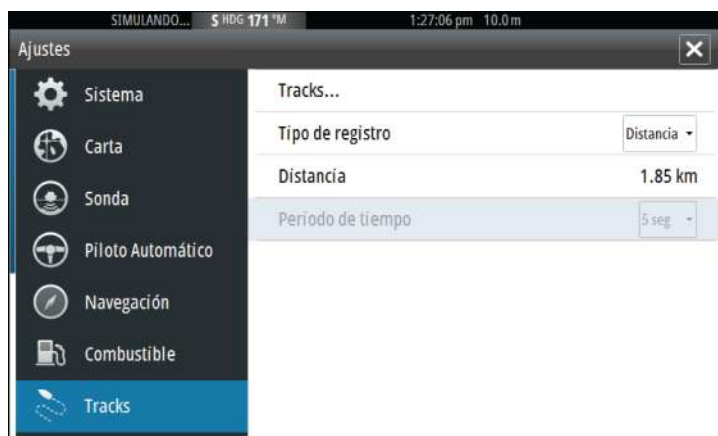 SIMULANDO... S HDG 171 °M 1:27:06 pm 10.0 m
Ajustes
Sistema
Carta
Sonda
Piloto Automático
Navegación
Combustible
Tracks
Tracks...
Tipo de registro Distancia
Distancia 1.85 km
Período de tiempo 5 seg